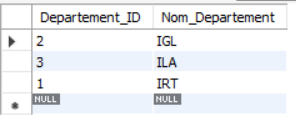 Departement_ID Nom_Departement
2 IGL
3 ILA
1 IRT
NULL NULL